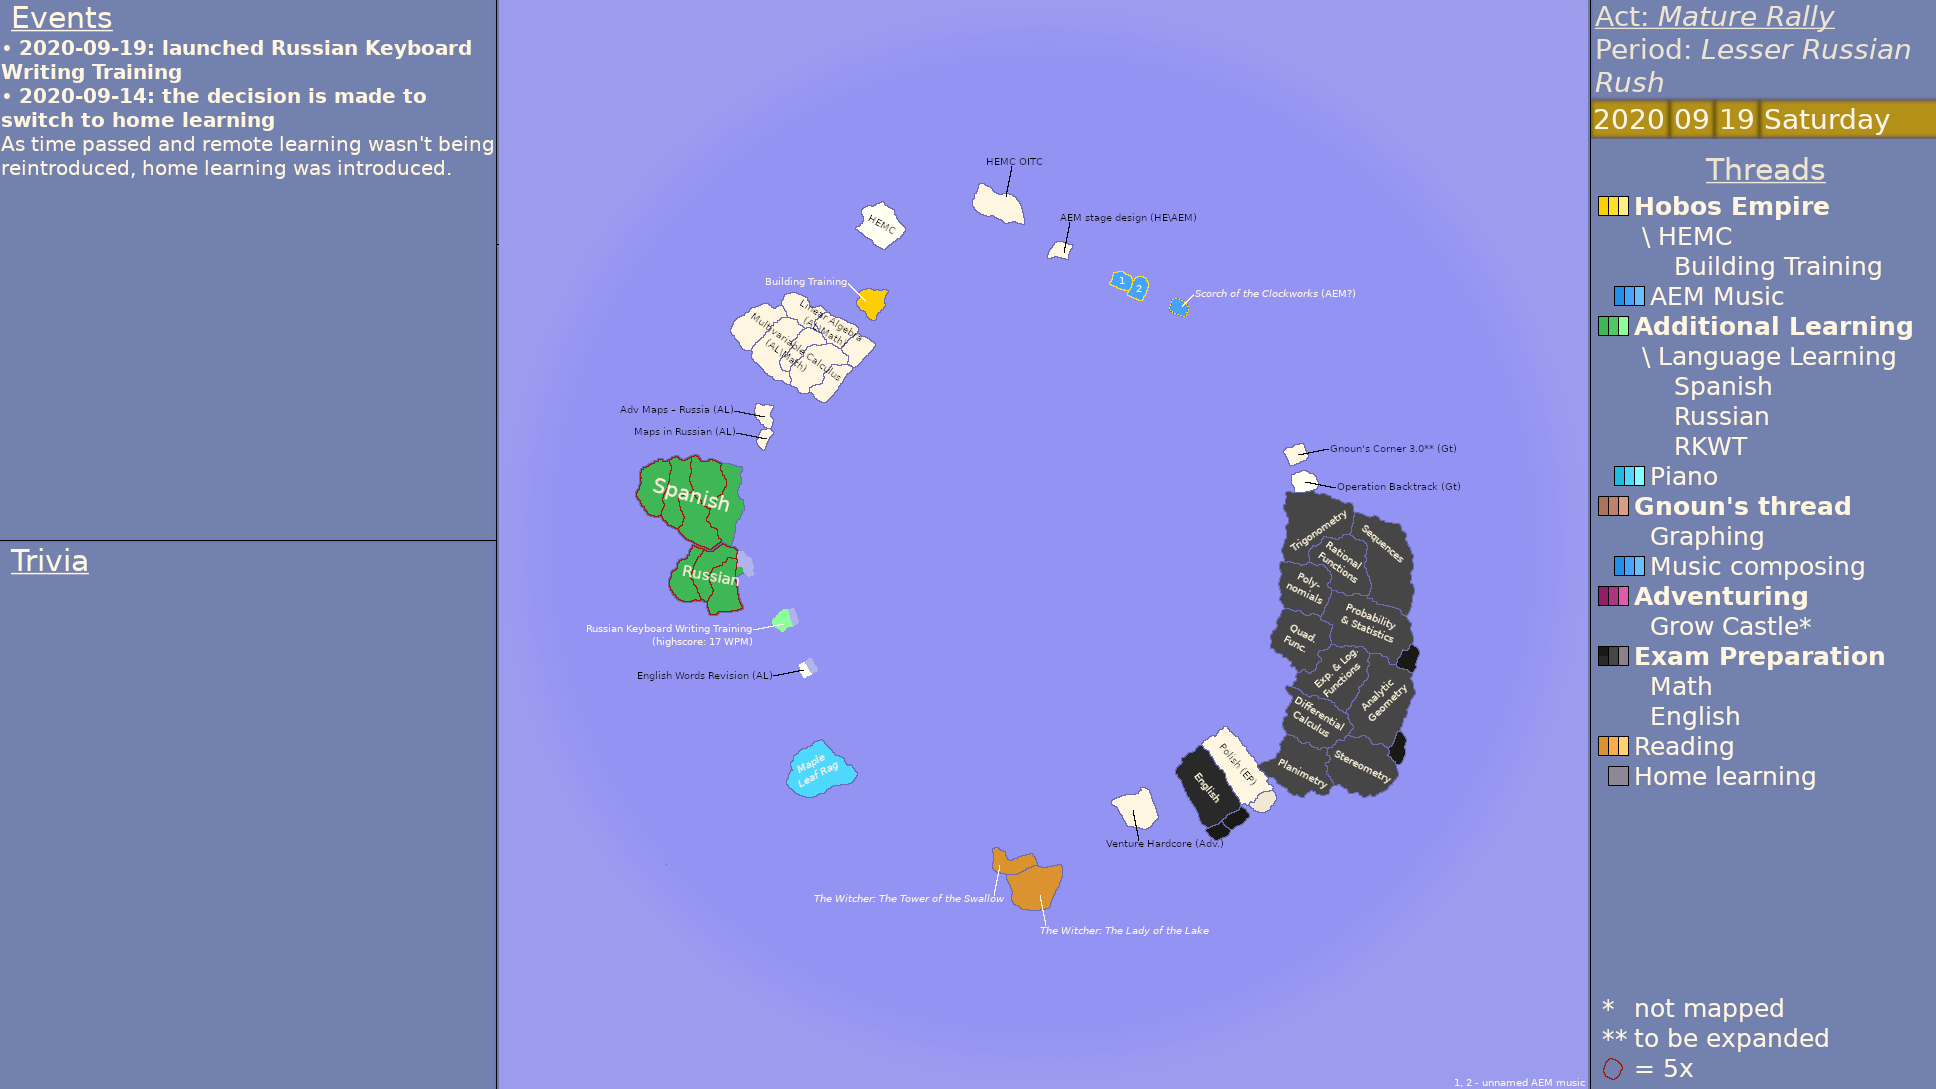 Events
• 2020-09-19: launched Russian Keyboard
Writing Training
• 2020-09-14: the decision is made to
switch to home learning
As time passed and remote learning wasn't being
reintroduced, home learning was introduced.
Trivia
HEMC OITC
HEMC
AEM stage design (HE\AEM)
Building Training
1
2
Scorch of the Clockworks (AEM?)
Linear Algebra
(AL\Math)
Multivariable Calculus
(AL\Math)
Adv Maps – Russia (AL)
Maps in Russian (AL)
Spanish
Russian
Russian Keyboard Writing Training
(highscore: 17 WPM)
English Words Revision (AL)
Maple
Leaf Rag
The Witcher: The Tower of the Swallow
The Witcher: The Lady of the Lake
Venture Hardcore (Adv.)
English
Polish (EP)
Gnoun's Corner 3.0** (Gt)
Operation Backtrack (Gt)
Trigonometry
Sequences
Rational
Functions
Poly-
nomials
Probability
& Statistics
Quad.
Func.
Exp. & Log.
Functions
Analytic
Geometry
Differential
Calculus
Planimetry
Stereometry
1, 2 - unnamed AEM music
Act: Mature Rally
Period: Lesser Russian
Rush
2020 09 19 Saturday
Threads
Hobos Empire
\ HEMC
Building Training
AEM Music
Additional Learning
\ Language Learning
Spanish
Russian
RKWT
Piano
Gnoun's thread
Graphing
Music composing
Adventuring
Grow Castle*
Exam Preparation
Math
English
Reading
Home learning
* not mapped
** to be expanded
= 5x